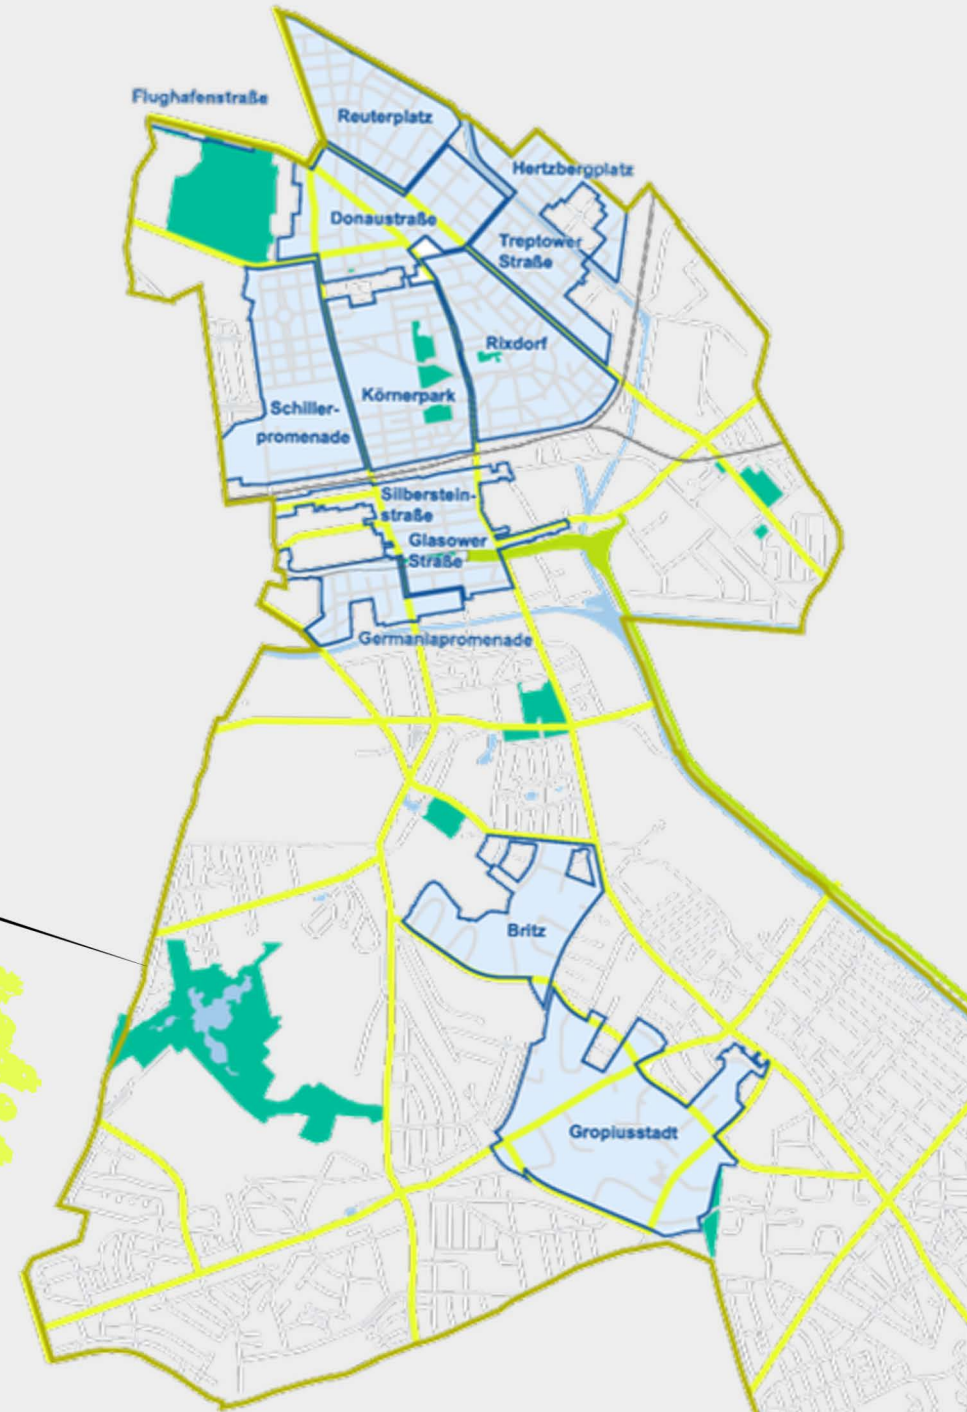 Flughafenstraße
Reuterplatz
Hertzbergplatz
Donaustraße
Treptower
Straße
Rixdorf
Körnerpark
Schiller-
promenade
Silberstein-
straße
Glasower
Straße
Germaniapromenade
Britz
Gropiusstadt